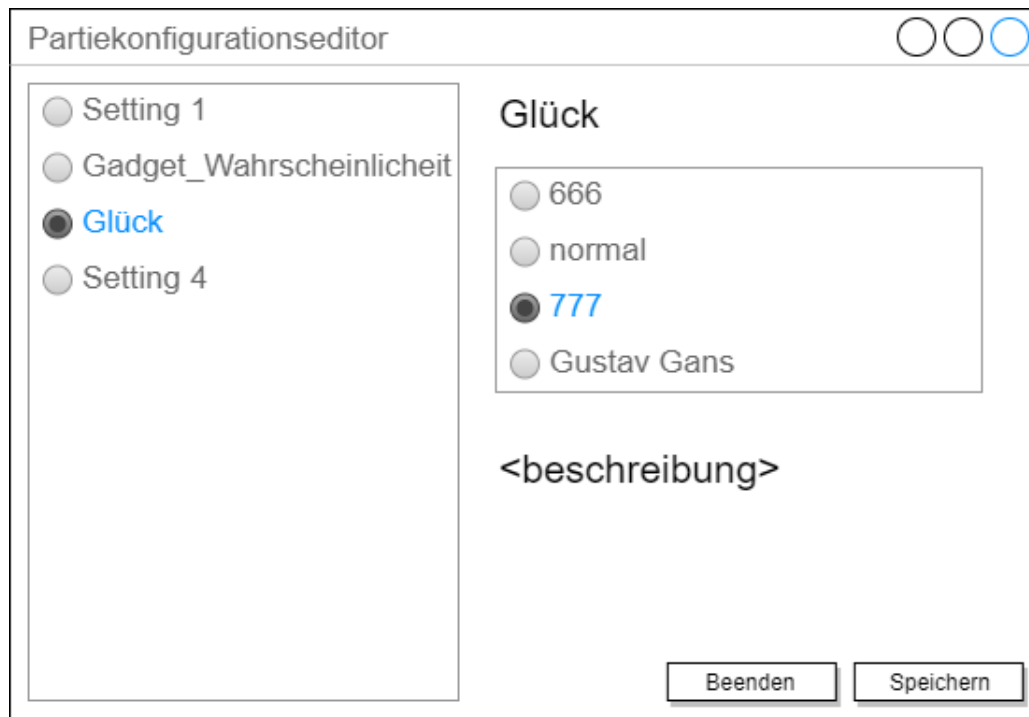 Partiekonfigurationseditor
Setting 1
Gadget_Wahrscheinlicheit
Glück
Setting 4
Glück
666
normal
777
Gustav Gans
<beschreibung>
Beenden
Speichern